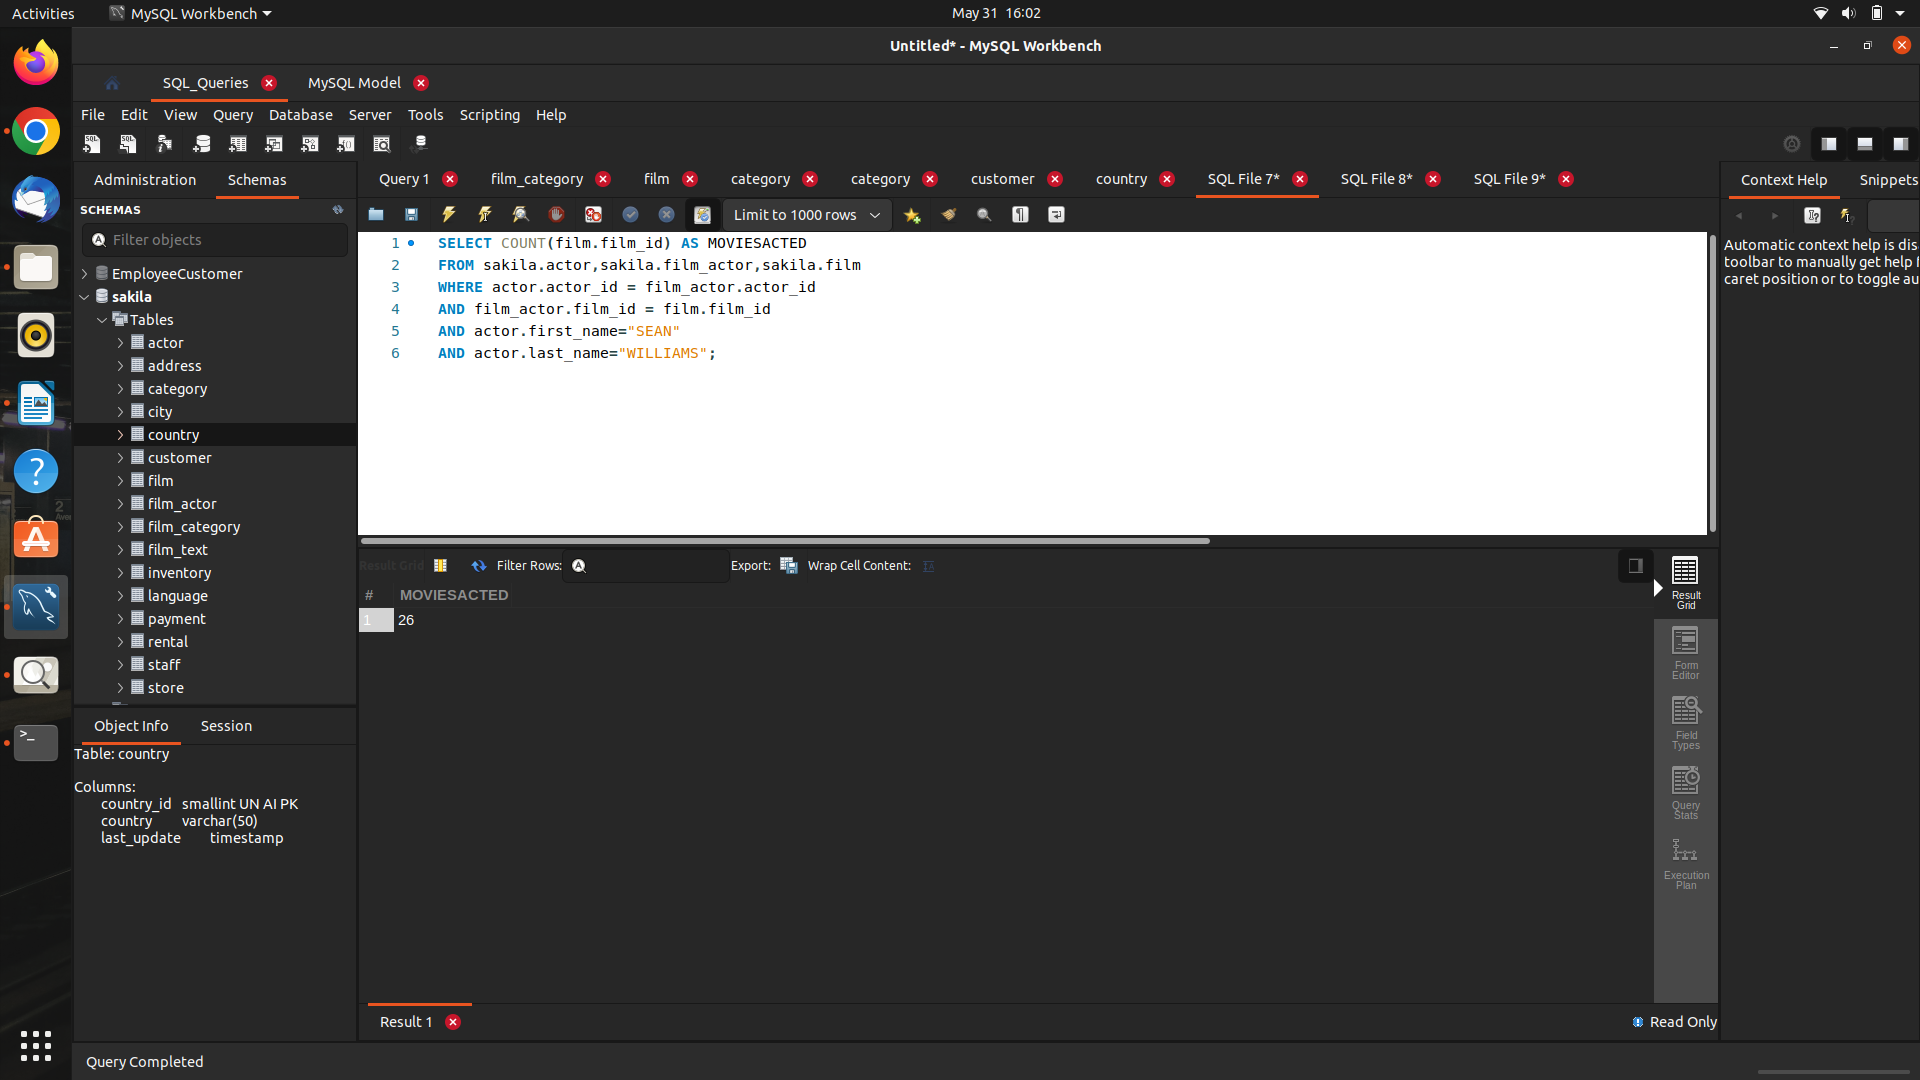 Activities
MySQL Workbench
May 31 16:02
Untitled* - MySQL Workbench
SQL_Queries
MySQL Model
File Edit View Query Database Server Tools Scripting Help
Administration
Schemas
Query 1
film_category
film
category
category
customer
country
SQL File 7*
SQL File 8*
SQL File 9*
Context Help
Snippets
SCHEMAS
Filter objects
EmployeeCustomer
sakila
Tables
actor
address
category
city
country
customer
film
film_actor
film_category
film_text
inventory
language
payment
rental
staff
store
Limit to 1000 rows
1 SELECT COUNT(film.film_id) AS MOVIESACTED
2 FROM sakila.actor,sakila.film_actor,sakila.film
3 WHERE actor.actor_id = film_actor.actor_id
4 AND film_actor.film_id = film.film_id
5 AND actor.first_name="SEAN"
6 AND actor.last_name="WILLIAMS";
Automatic context help is dis
toolbar to manually get help f
caret position or to toggle au
Result Grid
Filter Rows:
Export:
Wrap Cell Content:
# MOVIESACTED
1 26
Result
Grid
Form
Editor
Field
Types
Query
Stats
Execution
Plan
Object Info
Session
Table: country
Columns:
country_id smallint UN AI PK
country varchar(50)
last_update timestamp
Result 1
Read Only
Query Completed